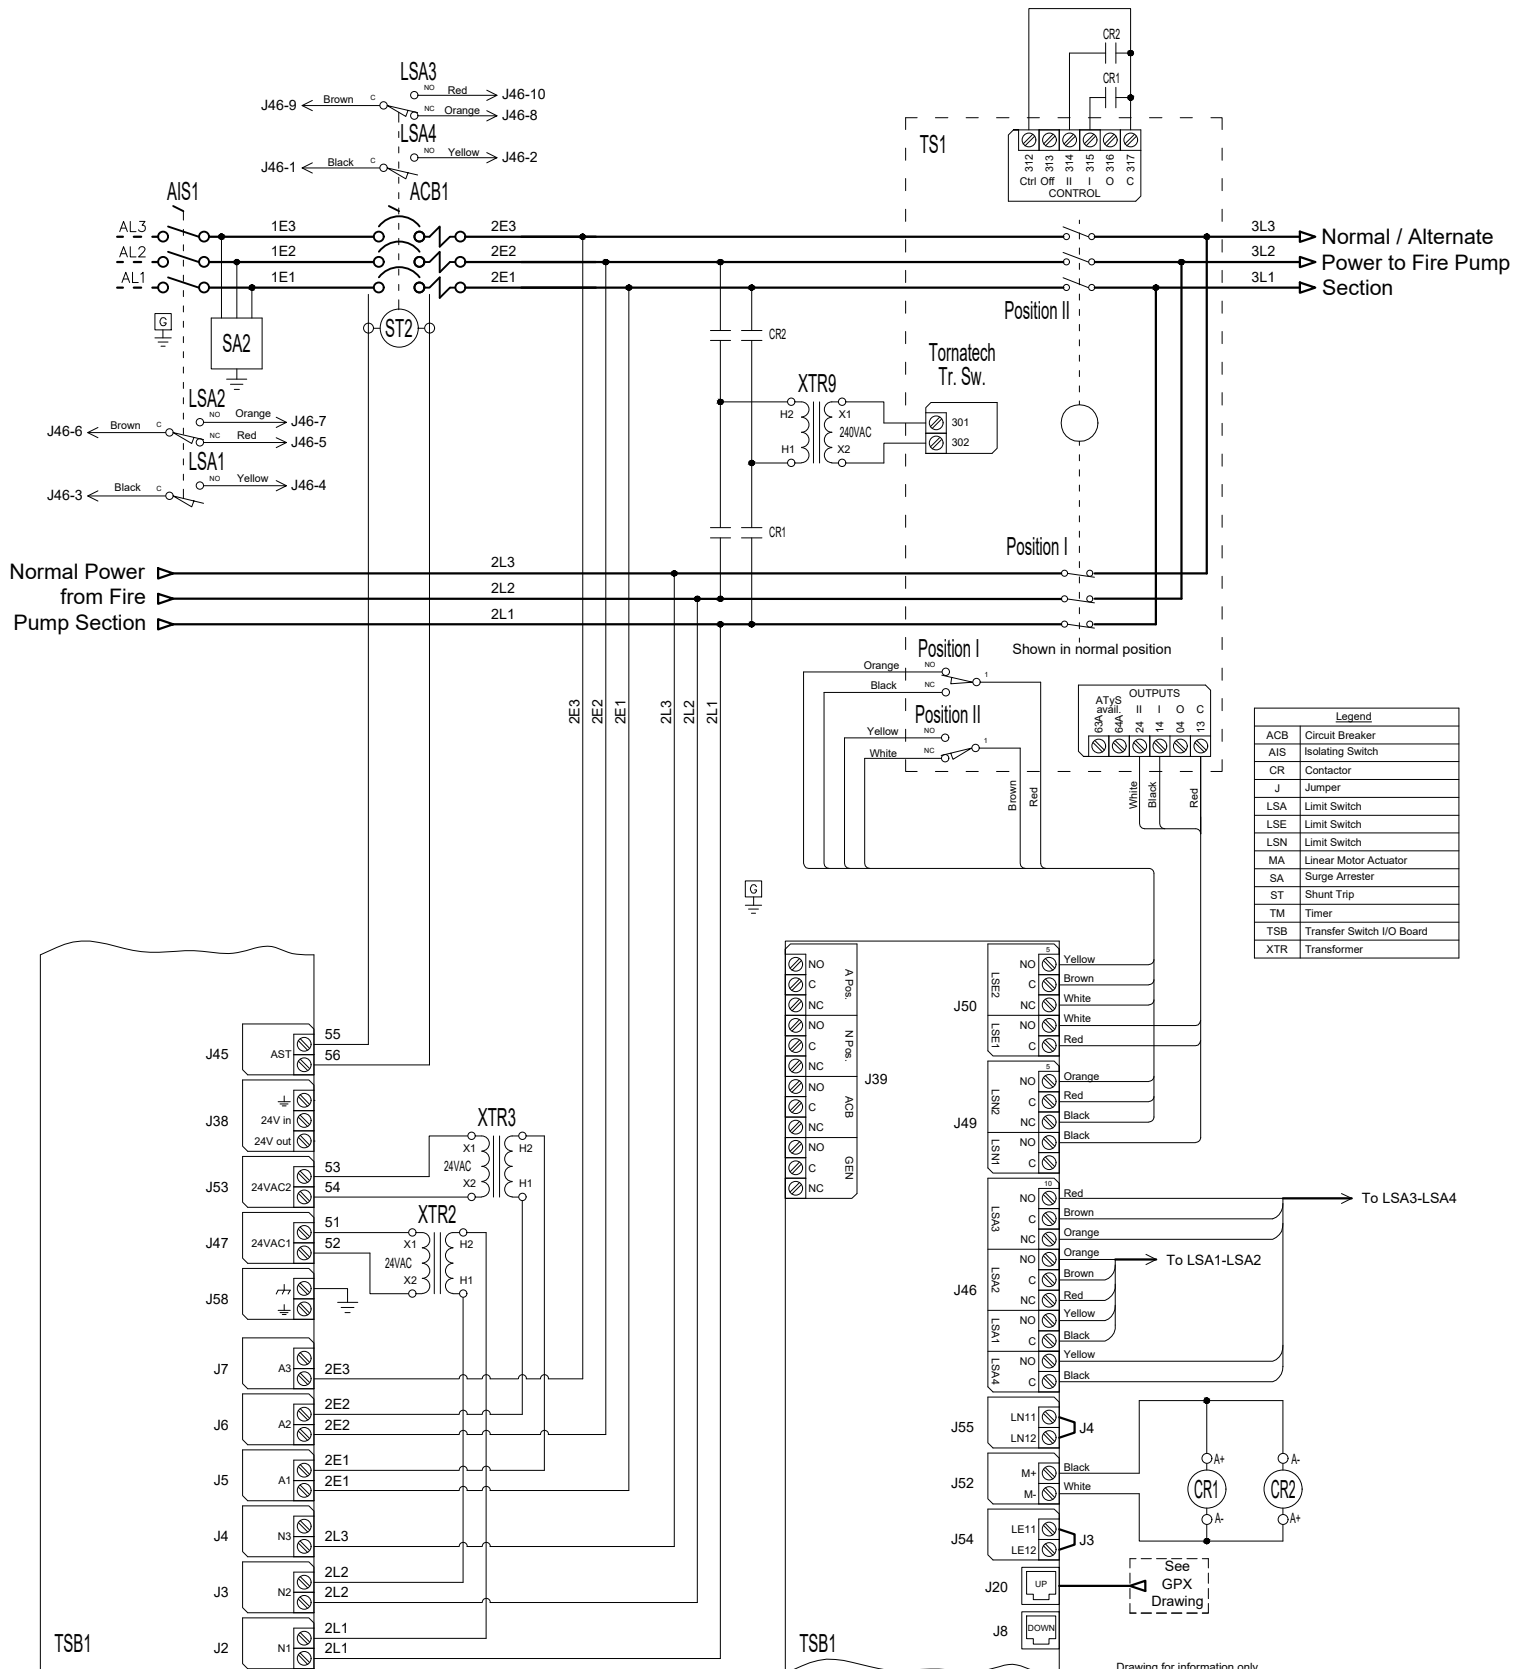 CR2
CR1
LSA3
NO Red J46-10
J46-9 Brown C
NC Orange J46-8
LSA4
NO Yellow J46-2
J46-1 Black C
TS1
312 313 314 315 316 317
Ctrl Off II I O C
CONTROL
AIS1
ACB1
AL3 1E3 2E3 3L3
AL2 1E2 2E2 3L2
AL1 1E1 2E1 3L1
Normal / Alternate
Power to Fire Pump
Section
Position II
G
SA2
ST2
CR2
Tornatech
Tr. Sw.
XTR9
H2 X1
240VAC
H1 X2
301
302
LSA2
NO Orange J46-7
J46-6 Brown C
NC Red J46-5
LSA1
NO Yellow J46-4
J46-3 Black C
CR1
Position I
Normal Power
from Fire
Pump Section
2L3
2L2
2L1
Shown in normal position
Position I
Orange NO
1
Black NC
Position II
Yellow NO
1
White NC
Brown
Red
OUTPUTS
ATyS
avail. II I O C
63A 64A 24 14 04 13
White
Black
Red
2E3
2E2
2E1
2L3
2L2
2L1
Legend
ACB Circuit Breaker
AIS Isolating Switch
CR Contactor
J Jumper
LSA Limit Switch
LSE Limit Switch
LSN Limit Switch
MA Linear Motor Actuator
SA Surge Arrester
ST Shunt Trip
TM Timer
TSB Transfer Switch I/O Board
XTR Transformer
G
J45
AST
55
56
J38
24V in
24V out
J53
24VAC2
53
54
XTR3
X1 H2
24VAC
X2 H1
J47
24VAC1
51
52
XTR2
X1 H2
24VAC
X2 H1
J58
J7
A3
2E3
J6
A2
2E2
2E2
J5
A1
2E1
2E1
J4
N3
2L3
J3
N2
2L2
2L2
J2
N1
2L1
2L1
TSB1
J39
A Pos.
NO
C
NC
N Pos.
NO
C
NC
ACB
NO
C
NC
GEN
NO
C
NC
J50
LSE2
5
NO Yellow
C Brown
NC White
LSE1
NO White
C Red
J49
LSN2
5
NO Orange
C Red
NC Black
LSN1
NO Black
C
J46
LSA3
10
NO Red
C Brown
NC Orange
To LSA3-LSA4
LSA2
NO Orange
C Brown
NC Red
To LSA1-LSA2
LSA1
NO Yellow
C Black
LSA4
NO Yellow
C Black
J55
LN11
LN12
J4
J52
M+ Black
M- White
A+
CR1
A-
A-
CR2
A+
J54
LE11
LE12
J3
J20
UP
See
GPX
Drawing
J8
DOWN
TSB1
Drawing for information only